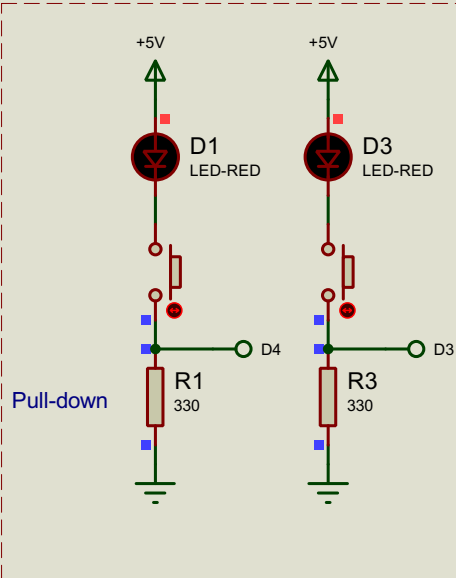 +5V
+5V
D1
LED-RED
D3
LED-RED
D4
D3
R1
330
R3
330
Pull-down